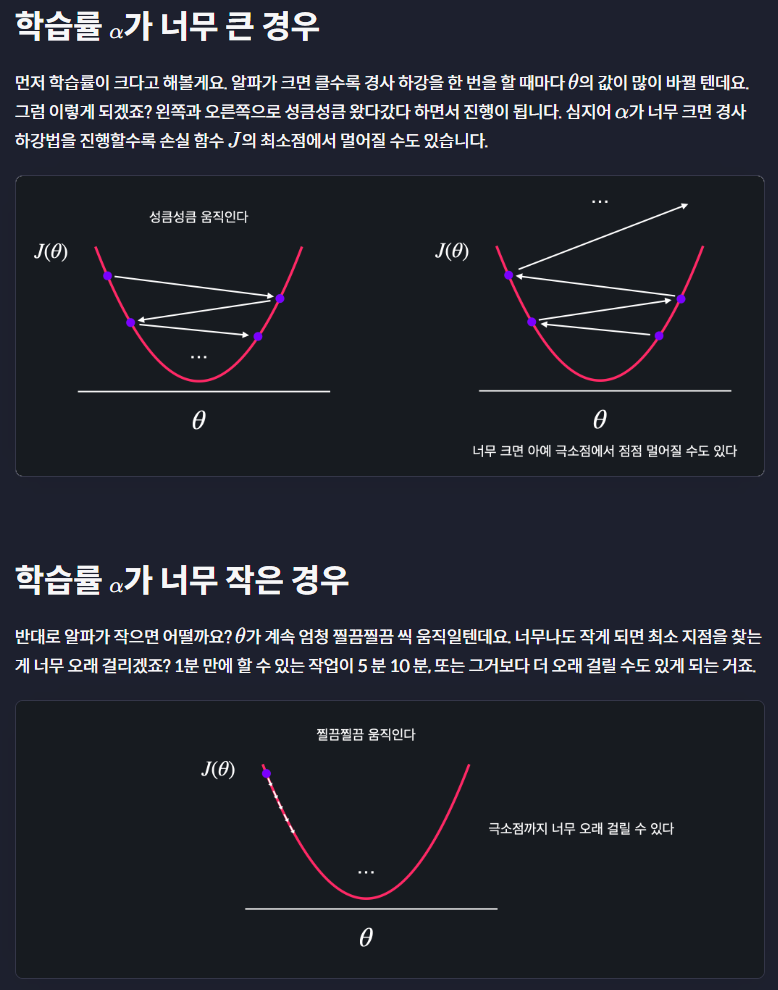 학습률 α가 너무 큰 경우
먼저 학습률이 크다고 해볼게요. 알파가 크면 클수록 경사 하강을 한 번을 할 때마다 θ의 값이 많이 바뀔 텐데요.
그럼 이렇게 되겠죠? 왼쪽과 오른쪽으로 성큼성큼 왔다갔다 하면서 진행이 됩니다. 심지어 α가 너무 크면 경사
하강법을 진행할수록 손실 함수 J의 최소점에서 멀어질 수도 있습니다.
성큼성큼 움직인다
J(θ)
...
θ
...
J(θ)
θ
너무 크면 아예 극소점에서 점점 멀어질 수도 있다
학습률 α가 너무 작은 경우
반대로 알파가 작으면 어떨까요? θ가 계속 엄청 찔끔찔끔 씩 움직일텐데요. 너무나도 작게 되면 최소 지점을 찾는
게 너무 오래 걸리겠죠? 1분 만에 할 수 있는 작업이 5 분 10 분, 또는 그거보다 더 오래 걸릴 수도 있게 되는 거죠.
찔끔찔끔 움직인다
J(θ)
극소점까지 너무 오래 걸릴 수 있다
...
θ